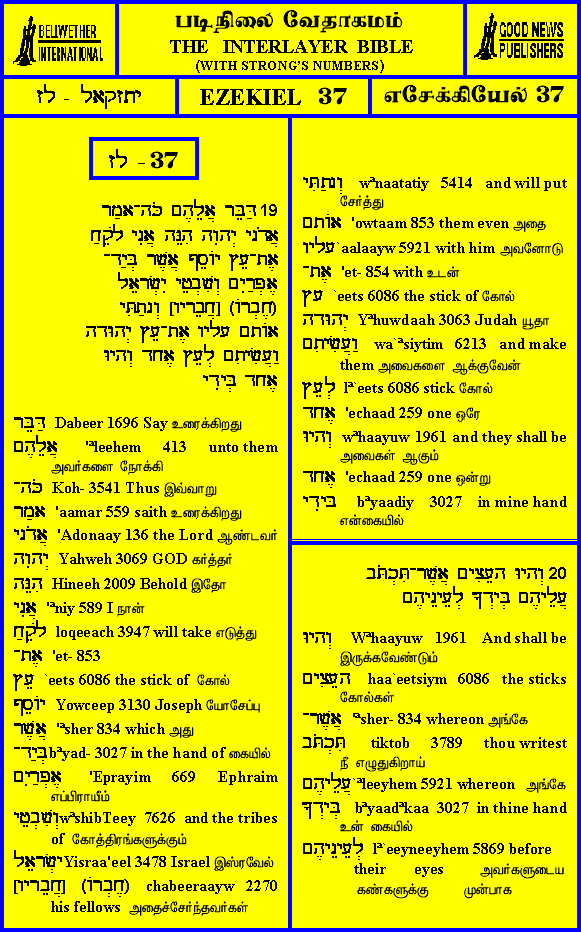 BELLWETHER
INTERNATIONAL
படிநிலை வேதாகமம்
THE INTERLAYER BIBLE
(WITH STRONG'S NUMBERS)
GOOD NEWS
PUBLISHERS
יחזקאל - לז
EZEKIEL 37
எசேக்கியேல் 37
לז - 37
19 דַּבֵּר אֲלֵהֶם כֹּה־אָמַר
אֲדֹנָי יְהוִה הִנֵּה אֲנִי לֹקֵחַ
אֶת־עֵץ יוֹסֵף אֲשֶׁר בְּיַד־
אֶפְרַיִם וְשִׁבְטֵי יִשְׂרָאֵל
(חֶבְרוֹ) [חֲבֵרָיו] וְנָתַתִּי
אוֹתָם עָלָיו אֶת־עֵץ יְהוּדָה
וַעֲשִׂיתִם לְעֵץ אֶחָד וְהָיוּ
אֶחָד בְּיָדִי
דַּבֵּר Dabeer 1696 Say உரைக்கிறது
אֲלֵהֶם 'ªleehem 413 unto them
அவர்களை நோக்கி
כֹּה־ Koh- 3541 Thus இவ்வாறு
אָמַר 'aamar 559 saith உரைக்கிறது
אֲדֹנָי 'Adonaay 136 the Lord ஆண்டவர்
יְהוִה Yahweh 3069 GOD கர்த்தர்
הִנֵּה Hineeh 2009 Behold இதோ
אֲנִי 'ªniy 589 I நான்
לֹקֵחַ loqeeach 3947 will take எடுத்து
אֶת־ 'et- 853
עֵץ `eets 6086 the stick of கோல்
יוֹסֵף Yowceep 3130 Joseph யோசேப்பு
אֲשֶׁר 'ªsher 834 which அது
בְּיַד־ bªyad- 3027 in the hand of கையில்
אֶפְרַיִם 'Eprayim 669 Ephraim
எப்பிராயீம்
וְשִׁבְטֵי wªshibTeey 7626 and the tribes
of கோத்திரங்களுக்கும்
יִשְׂרָאֵל Yisraa'eel 3478 Israel இஸ்ரவேல்
(חֶבְרוֹ) [חֲבֵרָיו] chabeeraayw 2270
his fellows அதைச்சேர்ந்தவர்கள்
וְנָתַתִּי wªnaatatiy 5414 and will put
சேர்த்து
אוֹתָם 'owtaam 853 them even அதை
עָלָיו `aalaayw 5921 with him அவனோடு
אֶת־ 'et- 854 with உடன்
עֵץ `eets 6086 the stick of கோல்
יְהוּדָה Yªhuwdaah 3063 Judah யூதா
וַעֲשִׂיתִם wa`ªsiytim 6213 and make
them அவைகளை ஆக்குவேன்
לְעֵץ lª`eets 6086 stick கோல்
אֶחָד 'echaad 259 one ஒரே
וְהָיוּ wªhaayuw 1961 and they shall be
அவைகள் ஆகும்
אֶחָד 'echaad 259 one ஒன்று
בְּיָדִי bªyaadiy 3027 in mine hand
என்கையில்
20 וְהָיוּ הָעֵצִים אֲשֶׁר־תִּכְתֹּב
עֲלֵיהֶם בְּיָדְךָ לְעֵינֵיהֶם
וְהָיוּ Wªhaayuw 1961 And shall be
இருக்கவேண்டும்
הָעֵצִים haa`eetsiym 6086 the sticks
கோல்கள்
אֲשֶׁר־ 'ªsher- 834 whereon அங்கே
תִּכְתֹּב tiktob 3789 thou writest
நீ எழுதுகிறாய்
עֲלֵיהֶם `ªleeyhem 5921 whereon அங்கே
בְּיָדְךָ bªyaadªkaa 3027 in thine hand
உன் கையில்
לְעֵינֵיהֶם lª`eeyneeyhem 5869 before
their eyes அவர்களுடைய
கண்களுக்கு முன்பாக